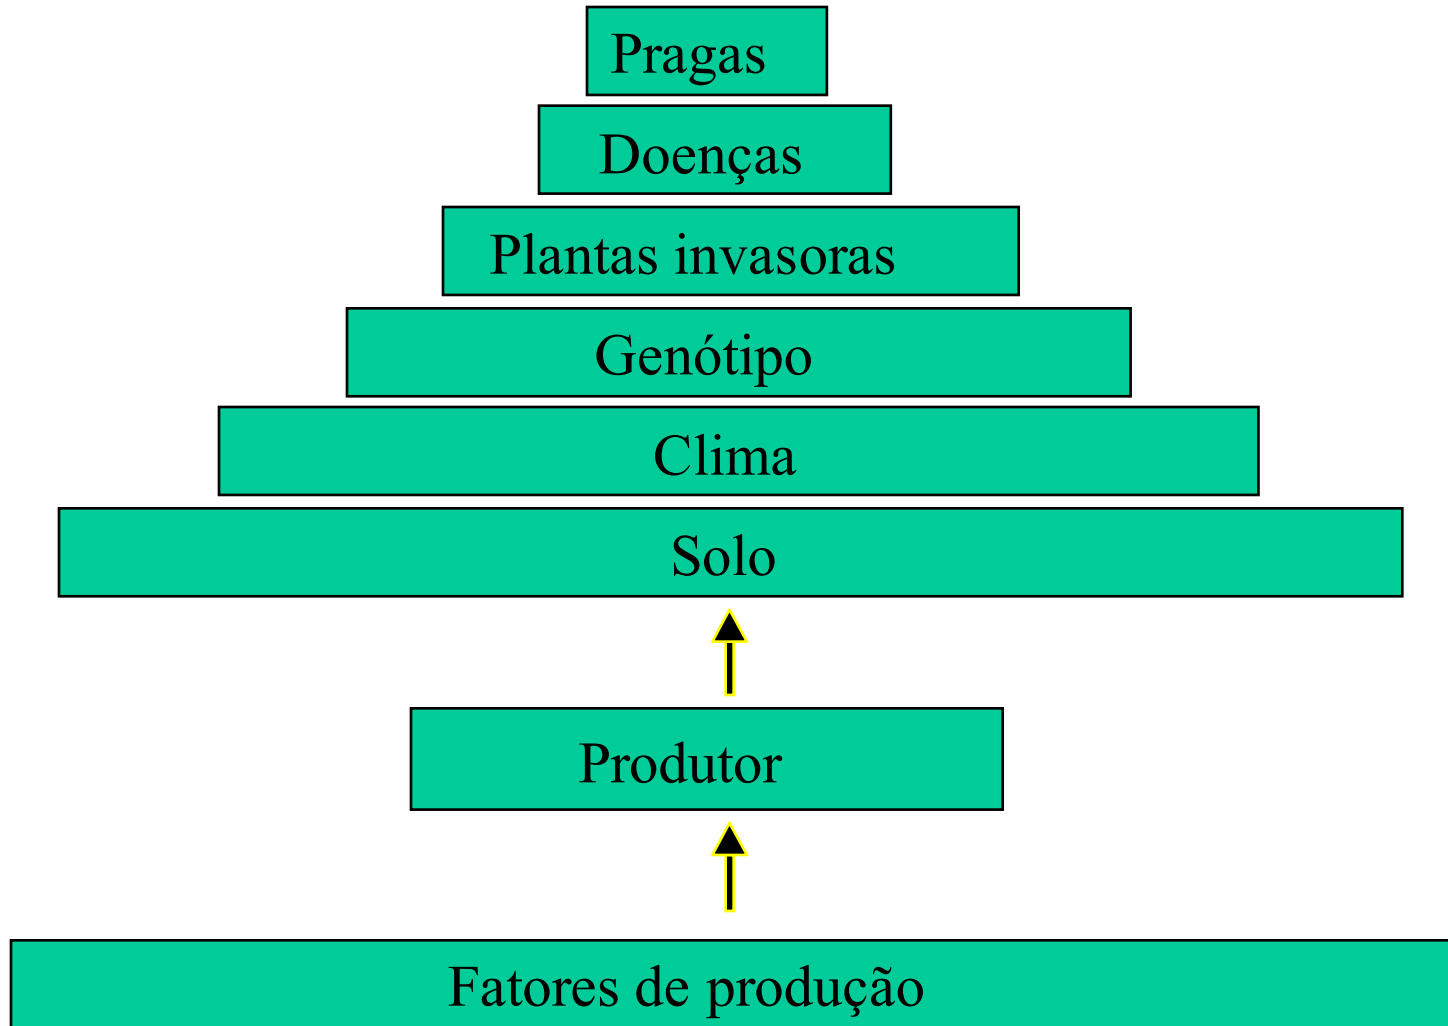 Pragas
Doenças
Plantas invasoras
Genótipo
Clima
Solo
Produtor
Fatores de produção